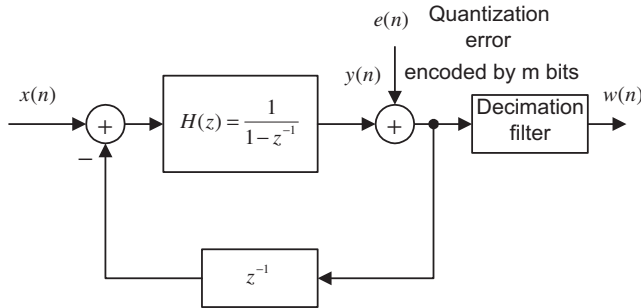 e(n) Quantization
error
y(n) encoded by m bits
x(n)
+
−
H(z) = 1 / (1 − z⁻¹)
+
Decimation
filter
w(n)
z⁻¹